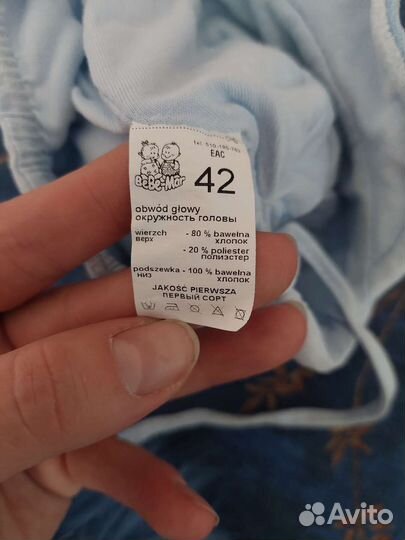 EAC
BeBe-Mar
42
obwód głowy
окружность головы
wierzch - 80 % bawełna
верх хлопок
- 20 % poliester
полиэстер
podszewka - 100 % bawełna
низ хлопок
JAKOŚĆ PIERWSZA
ПЕРВЫЙ СОРТ
Avito